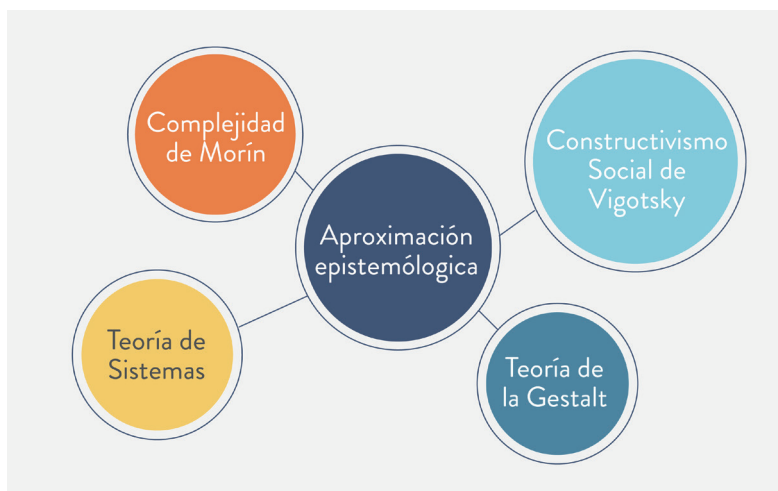 Complejidad
de Morín
Constructivismo
Social de
Vigotsky
Aproximación
epistemólogica
Teoría de
Sistemas
Teoría de
la Gestalt